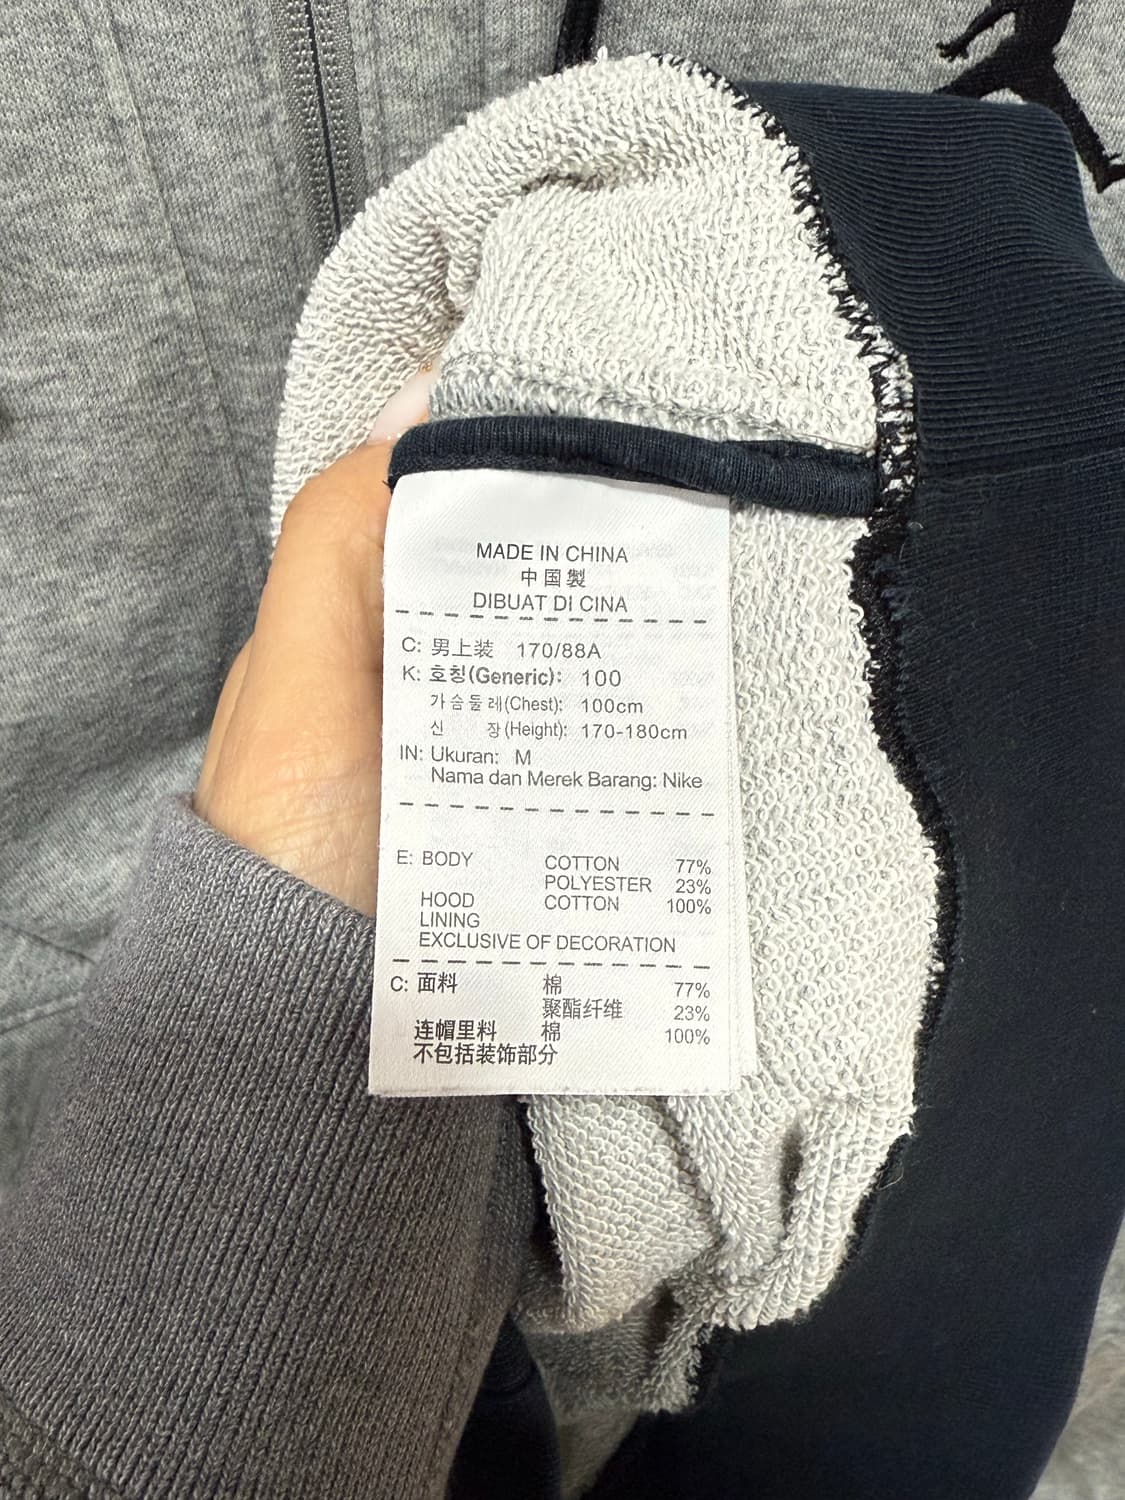 MADE IN CHINA
中国製
DIBUAT DI CINA
C: 男上装 170/88A
K: 호칭(Generic): 100
가슴둘레(Chest): 100cm
신 장(Height): 170-180cm
IN: Ukuran: M
Nama dan Merek Barang: Nike
E: BODY COTTON 77%
POLYESTER 23%
HOOD COTTON 100%
LINING
EXCLUSIVE OF DECORATION
C: 面料 棉 77%
聚酯纤维 23%
连帽里料 棉 100%
不包括装饰部分